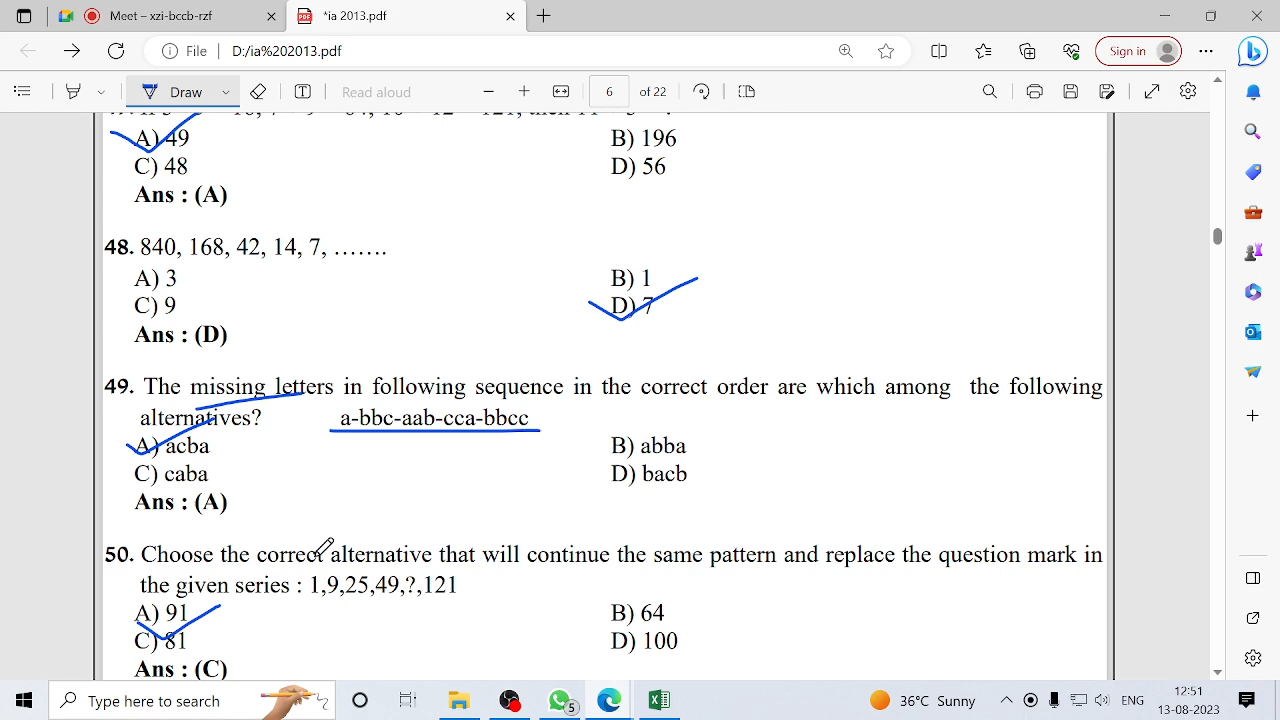 Meet – xzi-bccb-rzf
*ia 2013.pdf
File
D:/ia%202013.pdf
Sign in
Draw
Read aloud
6 of 22
A) 49 B) 196
C) 48 D) 56
Ans : (A)
48. 840, 168, 42, 14, 7, …….
A) 3 B) 1
C) 9 D) 7
Ans : (D)
49. The missing letters in following sequence in the correct order are which among the following
alternatives? a-bbc-aab-cca-bbcc
A) acba B) abba
C) caba D) bacb
Ans : (A)
50. Choose the correct alternative that will continue the same pattern and replace the question mark in
the given series : 1,9,25,49,?,121
A) 91 B) 64
C) 81 D) 100
Ans : (C)
Type here to search
5
36°C Sunny
ENG
12:51
13-08-2023